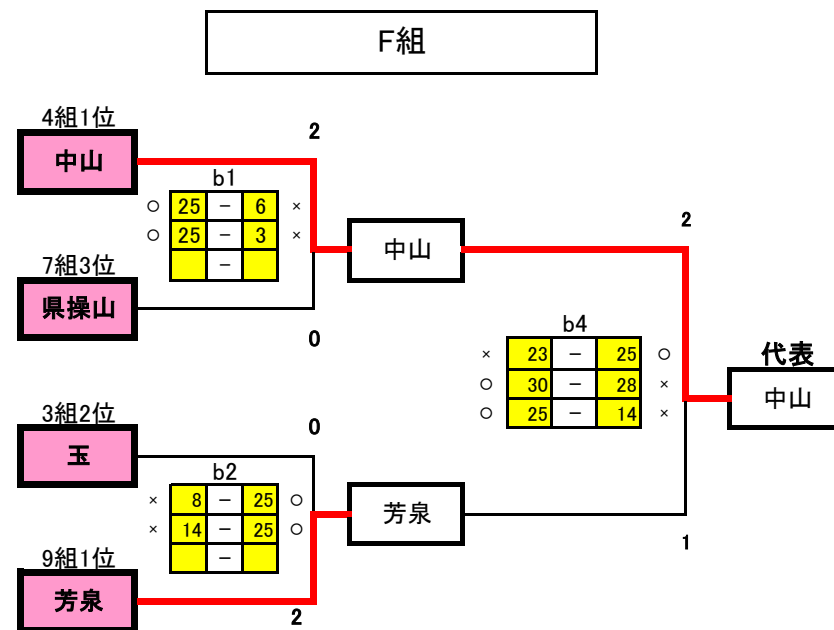 F組
4組1位
2
中山
b1
○ 25 － 6 ×
○ 25 － 3 ×
－
中山
2
7組3位
県操山
0
b4
× 23 － 25 ○
○ 30 － 28 ×
○ 25 － 14 ×
代表
中山
3組2位
0
玉
b2
× 8 － 25 ○
× 14 － 25 ○
－
芳泉
1
9組1位
芳泉
2